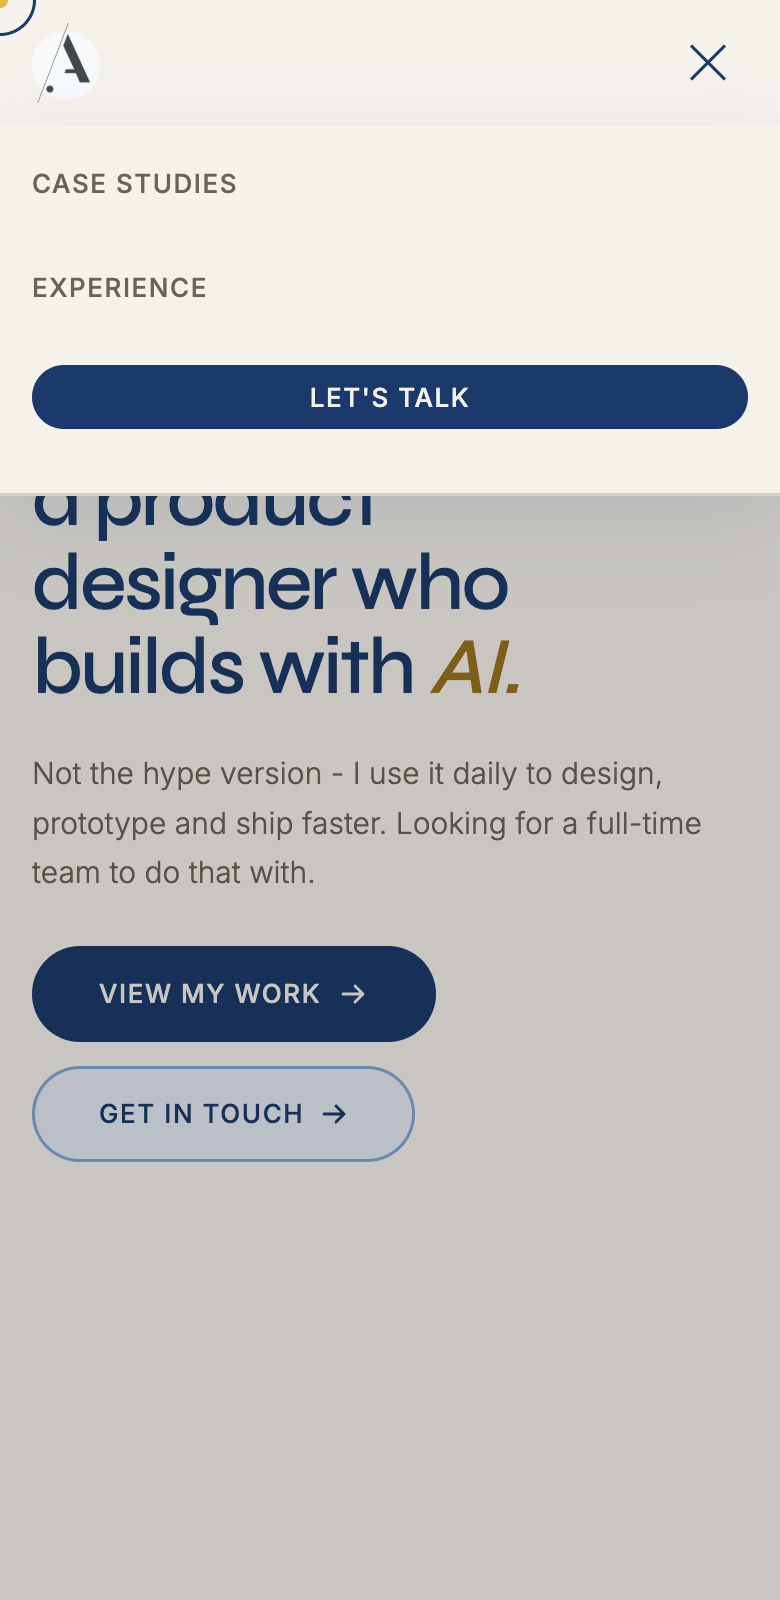 A
CASE STUDIES
EXPERIENCE
LET'S TALK
a product
designer who
builds with AI.
Not the hype version - I use it daily to design,
prototype and ship faster. Looking for a full-time
team to do that with.
VIEW MY WORK →
GET IN TOUCH →